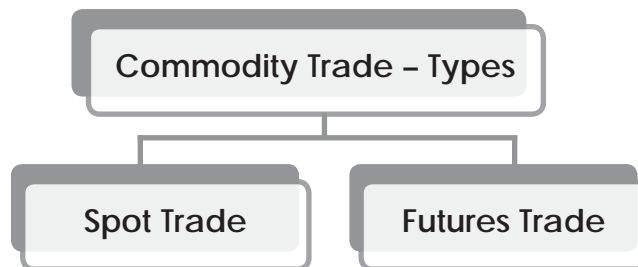 Commodity Trade – Types
Spot Trade
Futures Trade